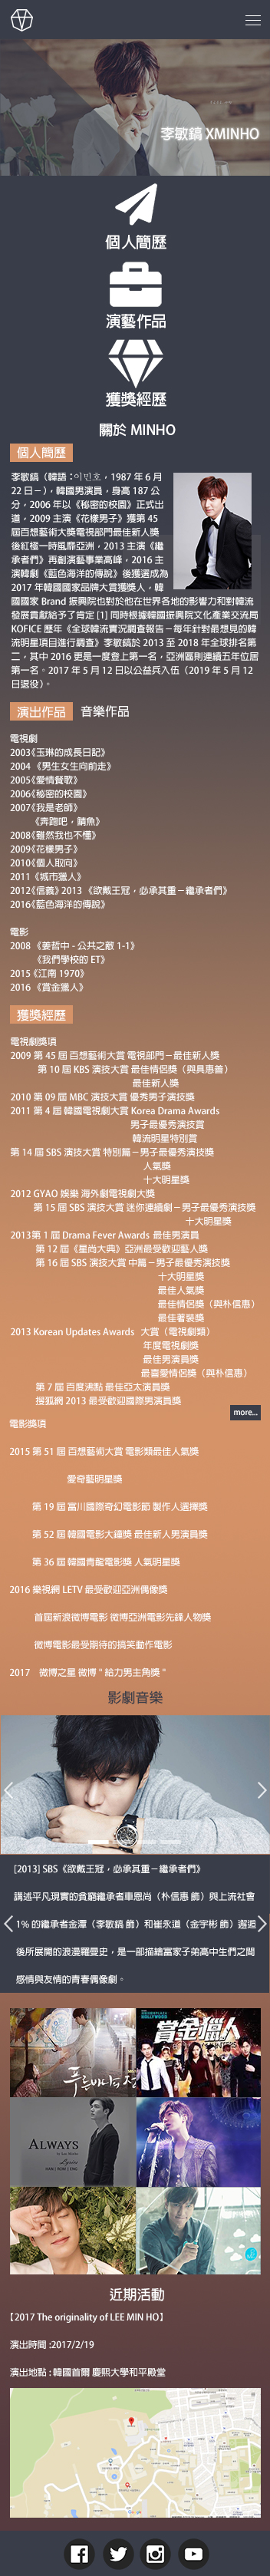 李敏鎬 XMINHO
個人簡歷
演藝作品
獲獎經歷
關於 MINHO
個人簡歷
李敏鎬（韓語：이민호，1987 年 6 月
22 日－），韓國男演員，身高 187 公
分，2006 年以《秘密的校園》正式出
道，2009 主演《花樣男子》獲第 45
屆百想藝術大獎電視部門最佳新人獎
後紅極一時風靡亞洲，2013 主演《繼
承者們》再創演藝事業高峰，2016 主
演韓劇《藍色海洋的傳說》後獲選成為
2017 年韓國國家品牌大賞獲獎人，韓
國國家 Brand 振興院也對於他在世界各地的影響力和對韓流
發展貢獻給予了肯定 [1] 同時根據韓國振興院文化產業交流局
KOFICE 歷年《全球韓流實況調查報告－每年針對最想見的韓
流明星項目進行調查》李敏鎬於 2013 至 2018 年全球排名第
二，其中 2016 更是一度登上第一名，亞洲區則連續五年位居
第一名。2017 年 5 月 12 日以公益兵入伍（2019 年 5 月 12
日退役）。
演出作品 音樂作品
電視劇
2003《玉琳的成長日記》
2004 《男生女生向前走》
2005《愛情餐歌》
2006《秘密的校園》
2007《我是老師》
《奔跑吧，鯖魚》
2008《雖然我也不懂》
2009《花樣男子》
2010《個人取向》
2011 《城市獵人》
2012《信義》 2013 《欲戴王冠，必承其重－繼承者們》
2016《藍色海洋的傳說》
電影
2008 《姜哲中 - 公共之敵 1-1》
《我們學校的 ET》
2015 《江南 1970》
2016 《賞金獵人》
獲獎經歷
電視劇獎項
2009 第 45 屆 百想藝術大賞 電視部門－最佳新人獎
第 10 屆 KBS 演技大賞 最佳情侶獎（與具惠善）
最佳新人獎
2010 第 09 屆 MBC 演技大賞 優秀男子演技獎
2011 第 4 屆 韓國電視劇大賞 Korea Drama Awards
男子最優秀演技賞
韓流明星特別賞
第 14 屆 SBS 演技大賞 特別篇－男子最優秀演技獎
人氣獎
十大明星獎
2012 GYAO 娛樂 海外劇電視劇大獎
第 15 屆 SBS 演技大賞 迷你連續劇－男子最優秀演技獎
十大明星獎
2013第 1 屆 Drama Fever Awards 最佳男演員
第 12 屆《星尚大典》亞洲最受歡迎藝人獎
第 16 屆 SBS 演技大賞 中篇－男子最優秀演技獎
十大明星獎
最佳人氣獎
最佳情侶獎（與朴信惠）
最佳著裝獎
2013 Korean Updates Awards 大賞（電視劇類）
年度電視劇獎
最佳男演員獎
最喜愛情侶獎（與朴信惠）
第 7 屆 百度沸點 最佳亞太演員獎
搜狐網 2013 最受歡迎國際男演員獎
more...
電影獎項
2015 第 51 屆 百想藝術大賞 電影類最佳人氣獎
愛奇藝明星獎
第 19 屆 富川國際奇幻電影節 製作人選擇獎
第 52 屆 韓國電影大鐘獎 最佳新人男演員獎
第 36 屆 韓國青龍電影獎 人氣明星獎
2016 樂視網 LETV 最受歡迎亞洲偶像獎
首屆新浪微博電影 微博亞洲電影先鋒人物獎
微博電影最受期待的搞笑動作電影
2017 微博之星 微博 " 給力男主角獎 "
影劇音樂
[2013] SBS《欲戴王冠，必承其重－繼承者們》
講述平凡現實的貧窮繼承者車恩尚（朴信惠 飾）與上流社會
1% 的繼承者金潭（李敏鎬 飾）和崔永道（金宇彬 飾）邂逅
後所展開的浪漫羅曼史，是一部描繪富家子弟高中生們之間
感情與友情的青春偶像劇。
賞金獵人
ALWAYS
近期活動
【2017 The originality of LEE MIN HO】
演出時間 :2017/2/19
演出地點 : 韓國首爾 慶熙大學和平殿堂